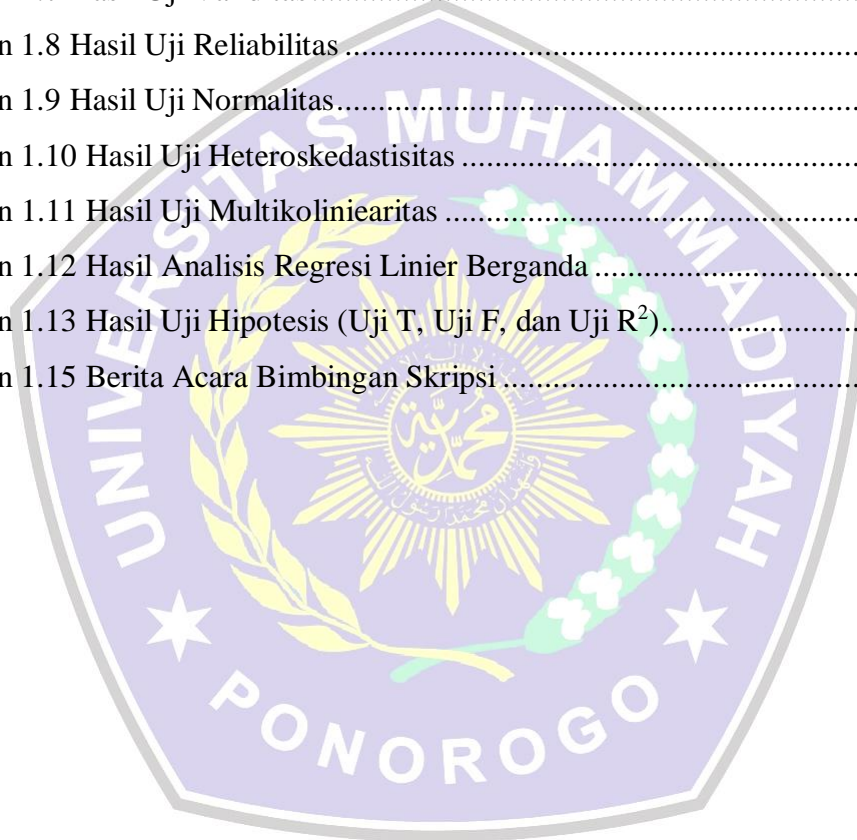 n 1.8 Hasil Uji Reliabilitas ........................................................................
n 1.9 Hasil Uji Normalitas........................................................................
n 1.10 Hasil Uji Heteroskedastisitas ........................................................
n 1.11 Hasil Uji Multikoliniearitas ..........................................................
n 1.12 Hasil Analisis Regresi Linier Berganda .....................................
n 1.13 Hasil Uji Hipotesis (Uji T, Uji F, dan Uji R²)............................
n 1.15 Berita Acara Bimbingan Skripsi ..................................................
UNIVERSITAS MUHAMMADIYAH
PONOROGO
محمدية